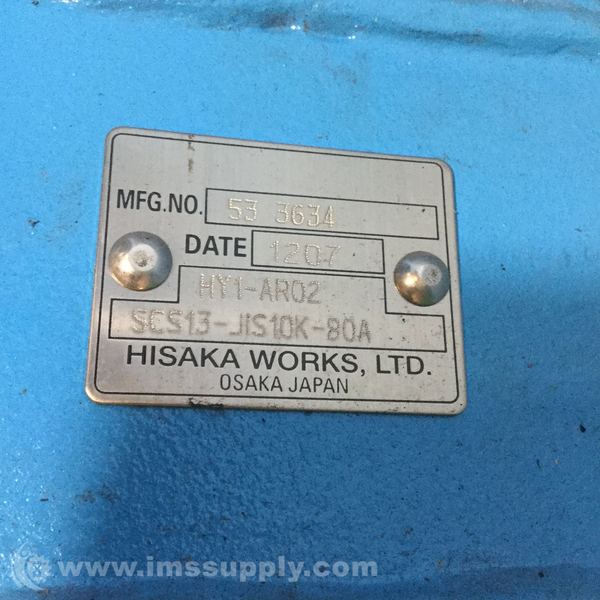 MFG.NO. 53 3634
DATE 1207
HY1-AR02
SCS13-JIS10K-80A
HISAKA WORKS, LTD.
OSAKA JAPAN
IMS
www.imssupply.com